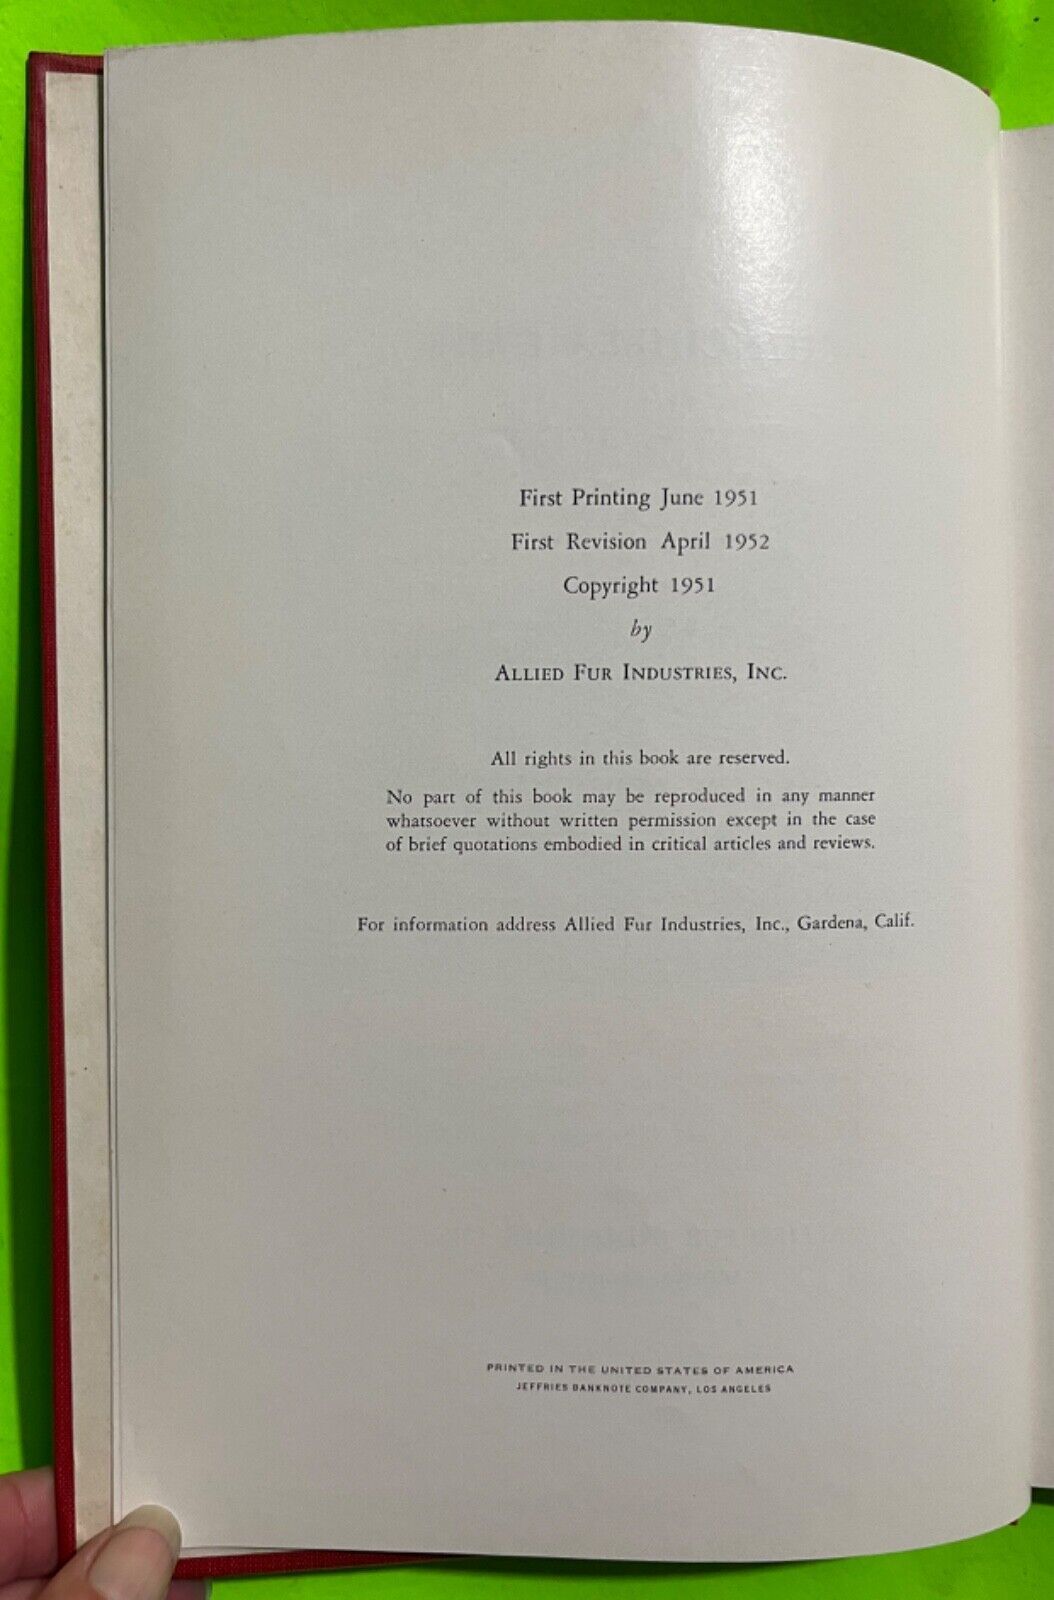 First Printing June 1951
First Revision April 1952
Copyright 1951
by
ALLIED FUR INDUSTRIES, INC.
All rights in this book are reserved.
No part of this book may be reproduced in any manner
whatsoever without written permission except in the case
of brief quotations embodied in critical articles and reviews.
For information address Allied Fur Industries, Inc., Gardena, Calif.
PRINTED IN THE UNITED STATES OF AMERICA
JEFFRIES BANKNOTE COMPANY, LOS ANGELES